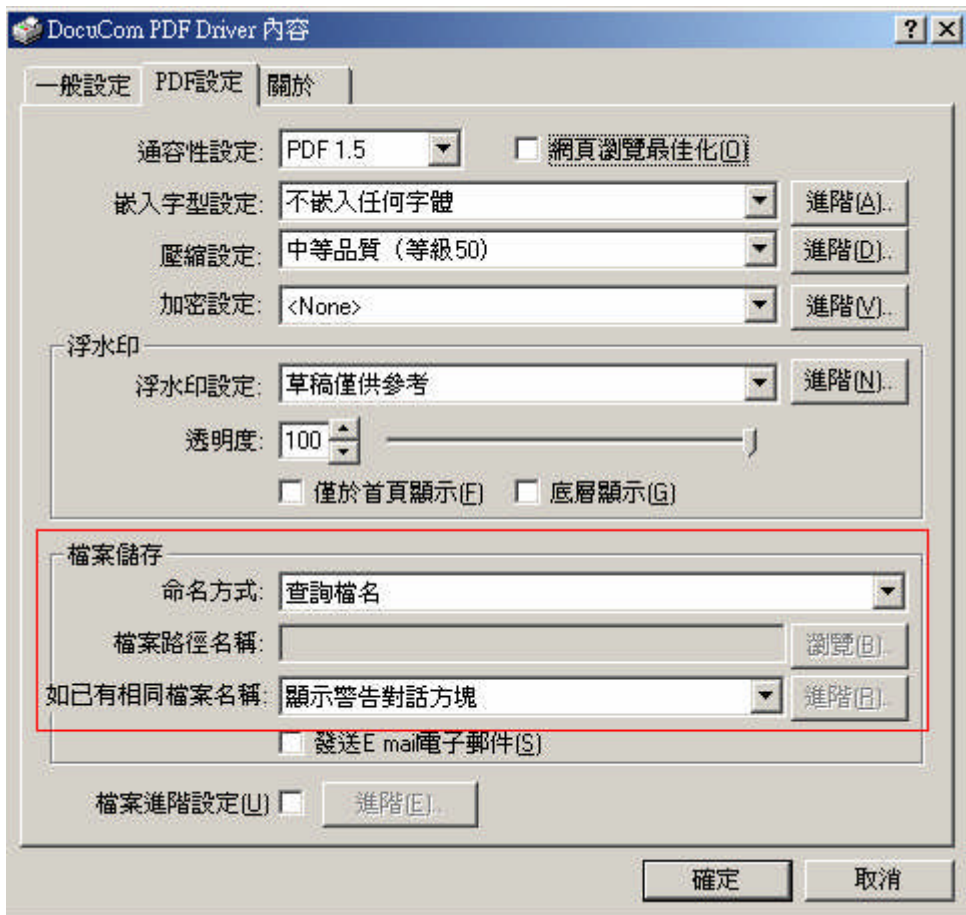 DocuCom PDF Driver 內容
一般設定 PDF設定 關於
通容性設定: PDF 1.5 網頁瀏覽最佳化(O)
嵌入字型設定: 不嵌入任何字體 進階(A)..
壓縮設定: 中等品質（等級50） 進階(D)..
加密設定: <None> 進階(V)..
浮水印
浮水印設定: 草稿僅供參考 進階(N)..
透明度: 100
僅於首頁顯示(F) 底層顯示(G)
檔案儲存
命名方式: 查詢檔名
檔案路徑名稱: 瀏覽(B)..
如已有相同檔案名稱: 顯示警告對話方塊 進階(R)..
發送E mail電子郵件(S)
檔案進階設定(U) 進階(E)..
確定 取消